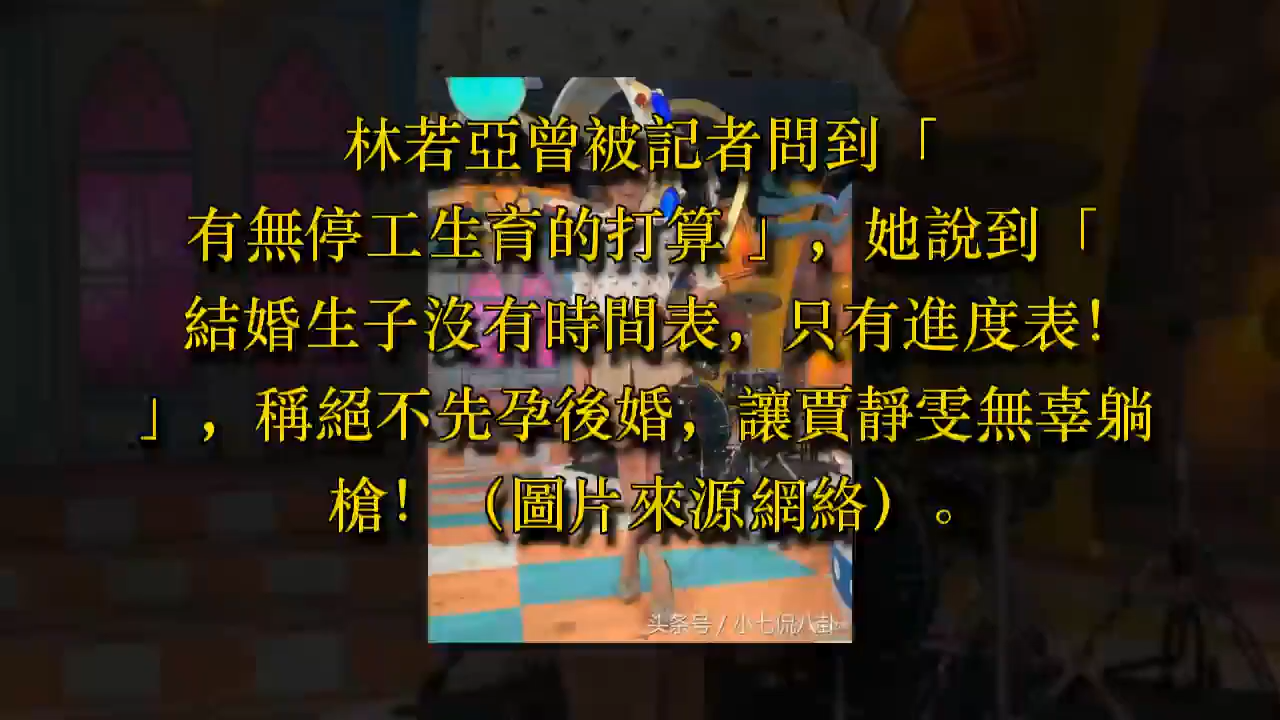 林若亞曾被記者問到「
有無停工生育的打算 」，她說到「
結婚生子沒有時間表，只有進度表！
」，稱絕不先孕後婚，讓賈靜雯無辜躺
槍！（圖片來源網絡）。
头条号 / 小七侃八卦